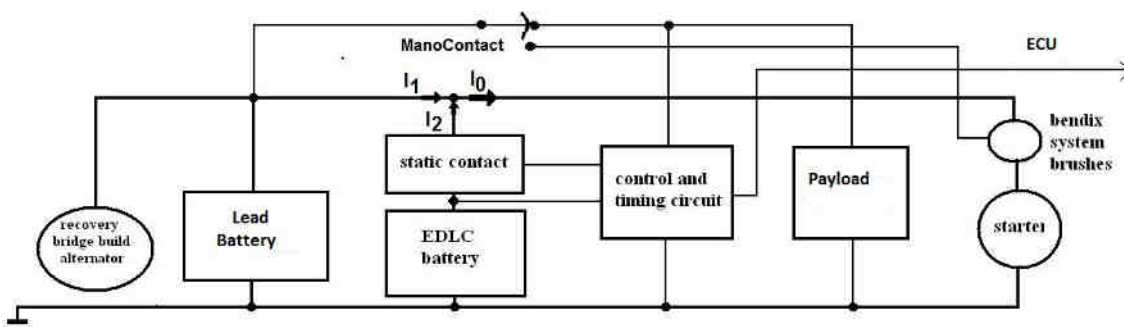 ManoContact
ECU
I1
I0
I2
bendix
system
brushes
static contact
control and
timing circuit
Payload
recovery
bridge build
alternator
Lead
Battery
EDLC
battery
starter